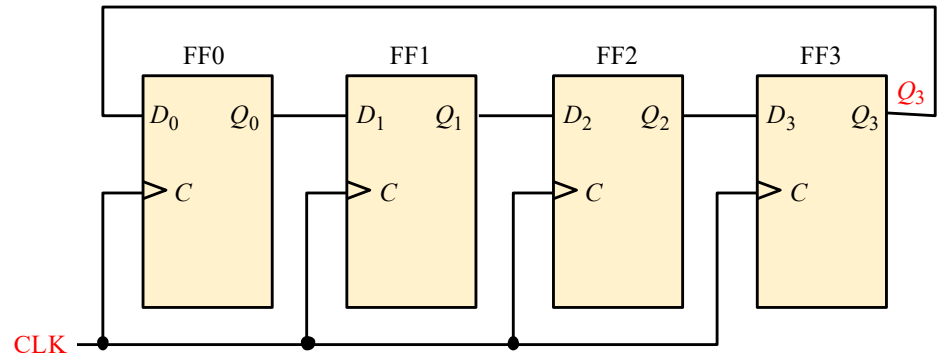 FF0 FF1 FF2 FF3
Q3
D0 Q0 D1 Q1 D2 Q2 D3 Q3
C C C C
CLK